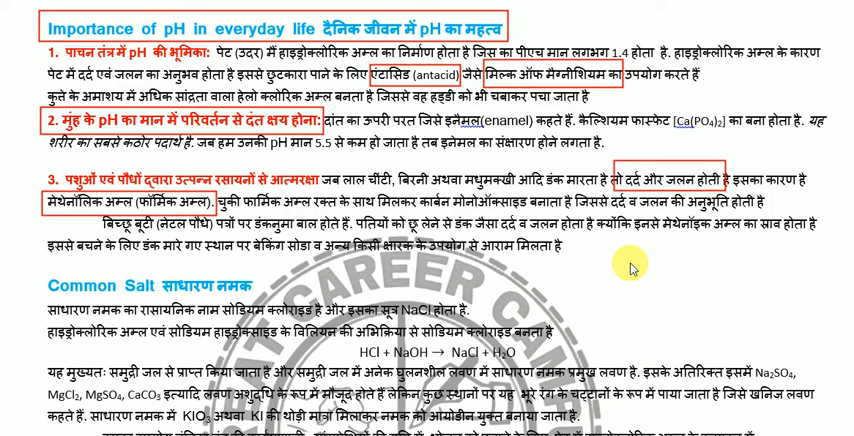 Importance of pH in everyday life दैनिक जीवन में pH का महत्व
1. पाचन तंत्र में pH की भूमिका: पेट (उदर) में हाइड्रोक्लोरिक अम्ल का निर्माण होता है जिस का पीएच मान लगभग 1.4 होता है. हाइड्रोक्लोरिक अम्ल के कारण
पेट में दर्द एवं जलन का अनुभव होता है इससे छुटकारा पाने के लिए एंटासिड (antacid) जैसे मिल्क ऑफ मैग्नीशियम का उपयोग करते हैं
कुत्ते के अमाशय में अधिक सांद्रता वाला हेलो क्लोरिक अम्ल बनता है जिससे वह हड्डी को भी चबाकर पचा जाता है
2. मुंह के pH का मान में परिवर्तन से दंत क्षय होना: दांत का ऊपरी परत जिसे इनैमल(enamel) कहते हैं. कैल्शियम फास्फेट [Ca(PO4)2] का बना होता है. यह
शरीर का सबसे कठोर पदार्थ है. जब हम उनकी pH मान 5.5 से कम हो जाता है तब इनेमल का संक्षारण होने लगता है.
3. पशुओं एवं पौधों द्वारा उत्पन्न रसायनों से आत्मरक्षा जब लाल चींटी, बिरनी अथवा मधुमक्खी आदि डंक मारता है तो दर्द और जलन होती है इसका कारण है
मेथेनॉलिक अम्ल (फॉर्मिक अम्ल). चुकी फार्मिक अम्ल रक्त के साथ मिलकर कार्बन मोनोऑक्साइड बनाता है जिससे दर्द व जलन की अनुभूति होती है
बिच्छू बूटी (नेटल पौधे) पत्रों पर डंकनुमा बाल होते हैं. पतियों को छू लेने से डंक जैसा दर्द व जलन होता है क्योंकि इनसे मेथेनॉइक अम्ल का स्राव होता है
इससे बचने के लिए डंक मारे गए स्थान पर बेकिंग सोडा व अन्य किसी क्षारक के उपयोग से आराम मिलता है
Common Salt साधारण नमक
साधारण नमक का रासायनिक नाम सोडियम क्लोराइड है और इसका सूत्र NaCl होता है.
हाइड्रोक्लोरिक अम्ल एवं सोडियम हाइड्रोक्साइड के विलियन की अभिक्रिया से सोडियम क्लोराइड बनता है
HCl + NaOH → NaCl + H2O
यह मुख्यतः समुद्री जल से प्राप्त किया जाता है और समुद्री जल में अनेक घुलनशील लवण में साधारण नमक प्रमुख लवण है. इसके अतिरिक्त इसमें Na2SO4,
MgCl2, MgSO4, CaCO3 इत्यादि लवण अशुद्धि के रूप में मौजूद होते हैं लेकिन कुछ स्थानों पर यह भूरे रंग के चट्टानों के रूप में पाया जाता है जिसे खनिज लवण
कहते हैं. साधारण नमक में KIO3 अथवा KI की थोड़ी मात्रा मिलाकर नमक को आयोडीन युक्त बनाया जाता है.
GREAT CAREER CAMP